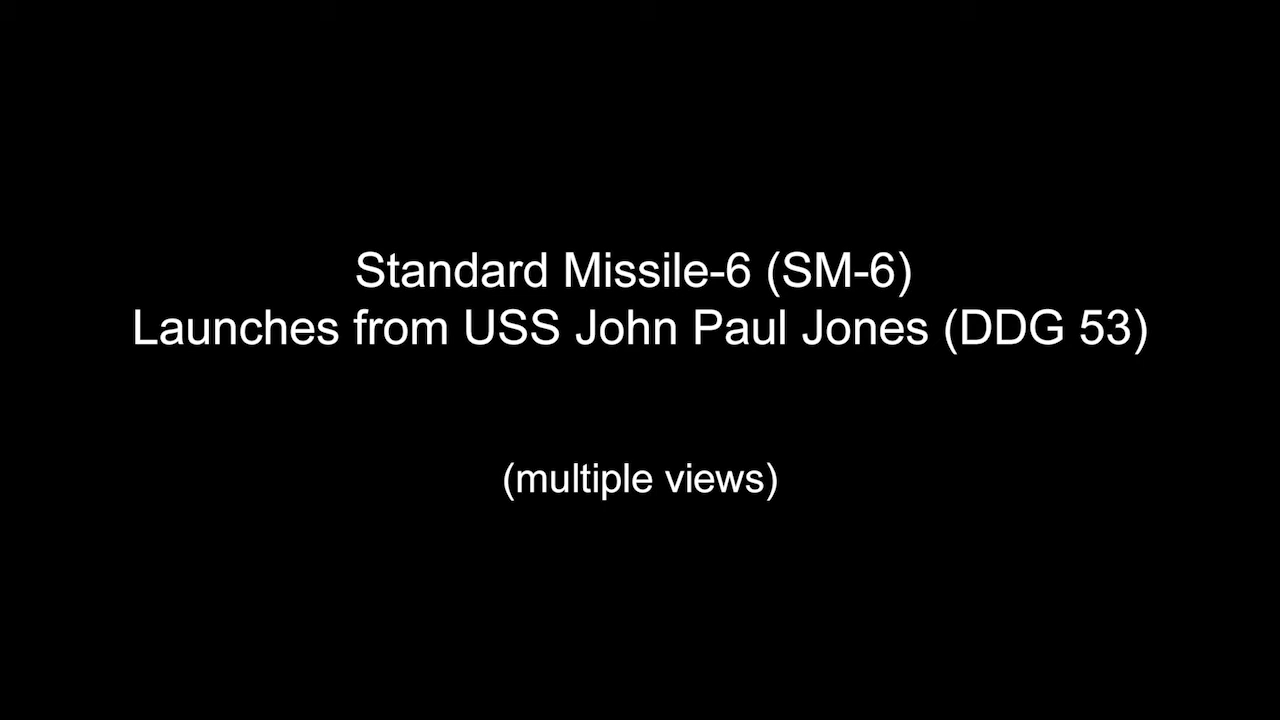 Standard Missile-6 (SM-6)
Launches from USS John Paul Jones (DDG 53)
(multiple views)